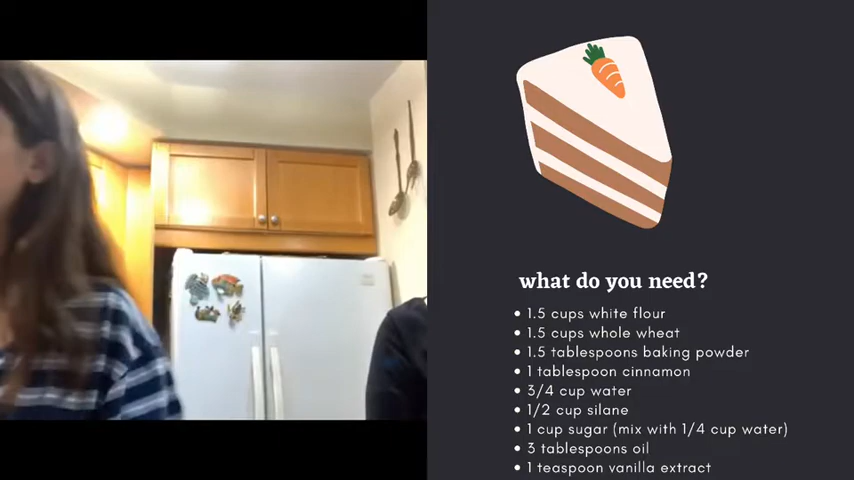 what do you need?
• 1.5 cups white flour
• 1.5 cups whole wheat
• 1.5 tablespoons baking powder
• 1 tablespoon cinnamon
• 3/4 cup water
• 1/2 cup silane
• 1 cup sugar (mix with 1/4 cup water)
• 3 tablespoons oil
• 1 teaspoon vanilla extract